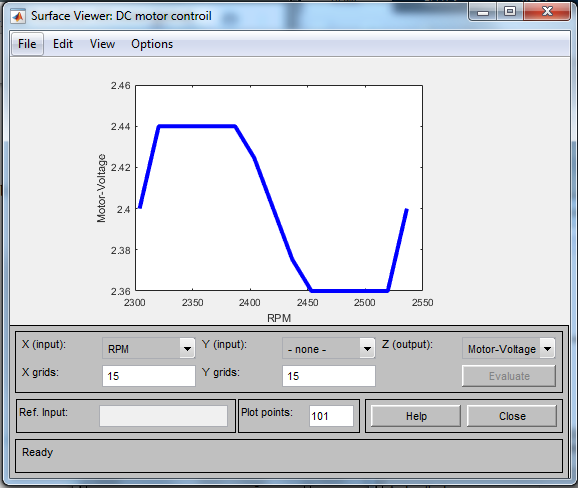 Surface Viewer: DC motor controil
File Edit View Options
2.46
2.44
2.42
2.4
2.38
2.36
Motor-Voltage
2300 2350 2400 2450 2500 2550
RPM
X (input): RPM Y (input): - none - Z (output): Motor-Voltage
X grids: 15 Y grids: 15 Evaluate
Ref. Input: Plot points: 101 Help Close
Ready